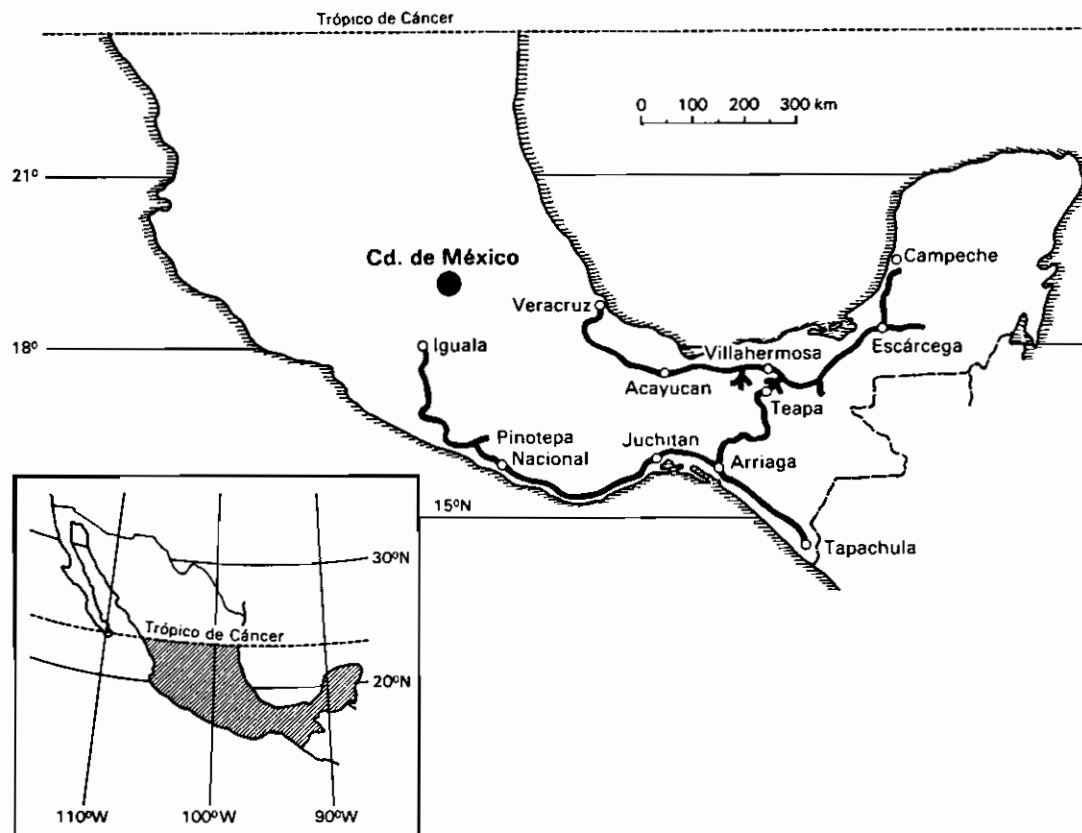 Trópico de Cáncer
0 100 200 300 km
21º
Cd. de México
Campeche
Veracruz
18º
Iguala
Villahermosa
Escárcega
Acayucan
Teapa
Pinotepa
Nacional
Juchitan
Arriaga
15ºN
Tapachula
30ºN
Trópico de Cáncer
20ºN
110ºW 100ºW 90ºW